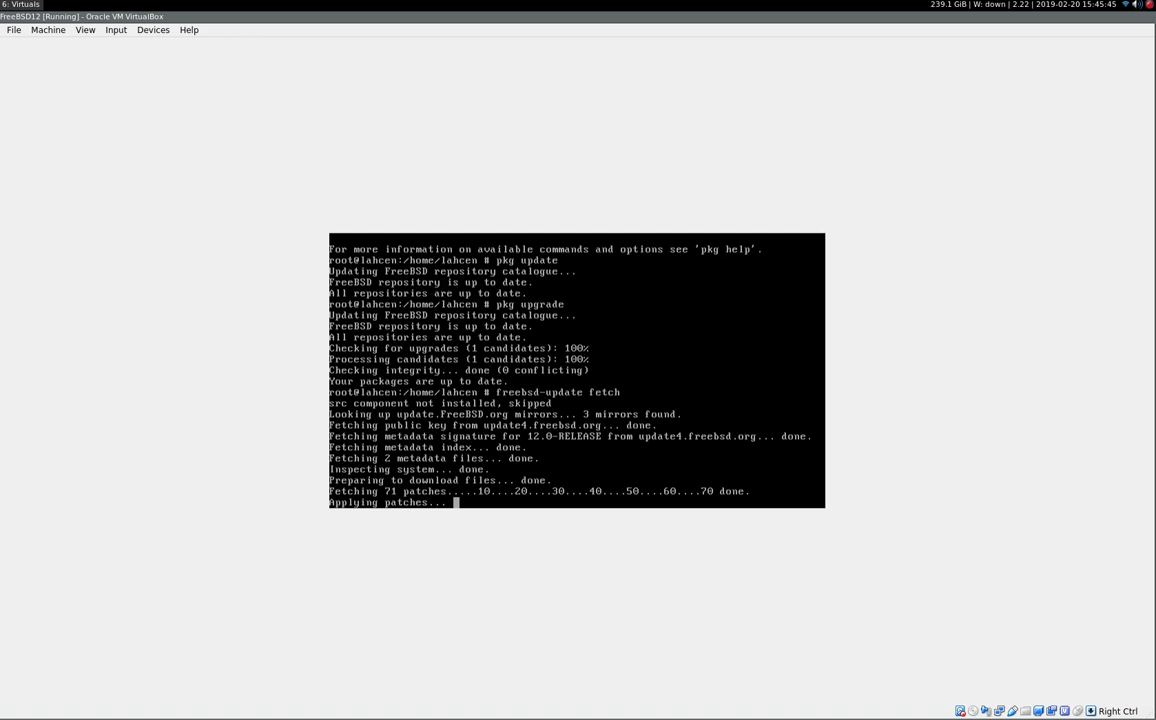 6: Virtuals
239.1 GiB | W: down | 2.22 | 2019-02-20 15:45:45
FreeBSD12 [Running] - Oracle VM VirtualBox
File Machine View Input Devices Help
For more information on available commands and options see 'pkg help'.
root@lahcen:/home/lahcen # pkg update
Updating FreeBSD repository catalogue...
FreeBSD repository is up to date.
All repositories are up to date.
root@lahcen:/home/lahcen # pkg upgrade
Updating FreeBSD repository catalogue...
FreeBSD repository is up to date.
All repositories are up to date.
Checking for upgrades (1 candidates): 100%
Processing candidates (1 candidates): 100%
Checking integrity... done (0 conflicting)
Your packages are up to date.
root@lahcen:/home/lahcen # freebsd-update fetch
src component not installed, skipped
Looking up update.FreeBSD.org mirrors... 3 mirrors found.
Fetching public key from update4.freebsd.org... done.
Fetching metadata signature for 12.0-RELEASE from update4.freebsd.org... done.
Fetching metadata index... done.
Fetching 2 metadata files... done.
Inspecting system... done.
Preparing to download files... done.
Fetching 71 patches.....10....20....30....40....50....60....70 done.
Applying patches...
Right Ctrl